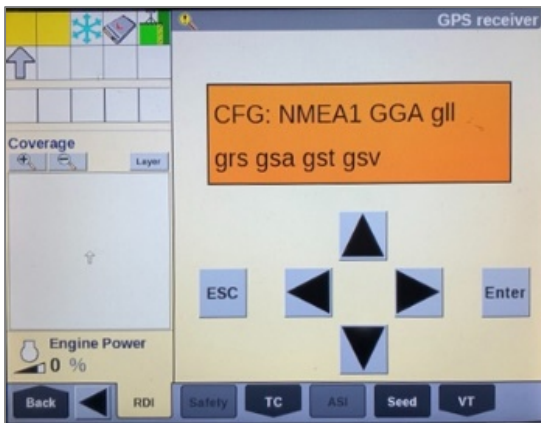 GPS receiver
CFG: NMEA1 GGA gll
grs gsa gst gsv
Coverage
Layer
ESC
Enter
Engine Power
0 %
Back
RDI
Safety
TC
ASI
Seed
VT